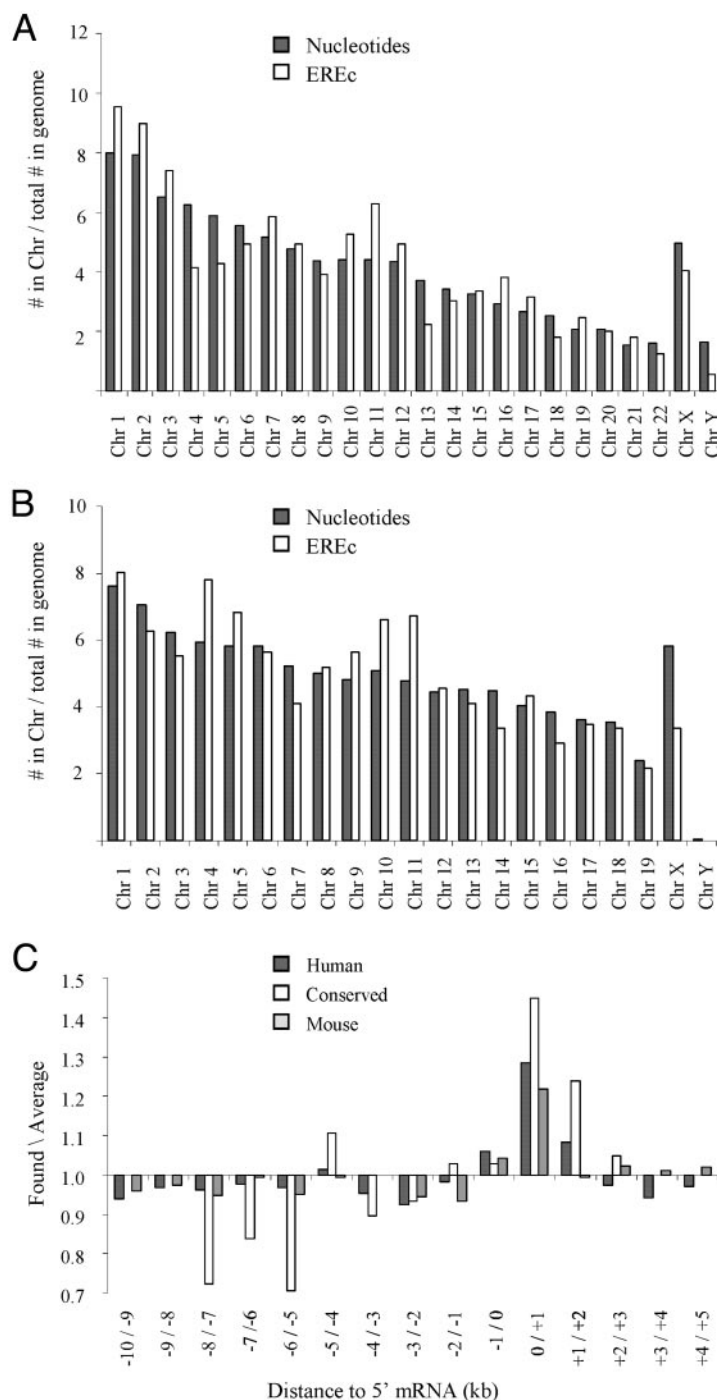 A
Nucleotides
EREc
# in Chr / total # in genome
12
10
8
6
4
2
Chr 1
Chr 2
Chr 3
Chr 4
Chr 5
Chr 6
Chr 7
Chr 8
Chr 9
Chr 10
Chr 11
Chr 12
Chr 13
Chr 14
Chr 15
Chr 16
Chr 17
Chr 18
Chr 19
Chr 20
Chr 21
Chr 22
Chr X
Chr Y
B
Nucleotides
EREc
# in Chr / total # in genome
10
8
6
4
2
Chr 1
Chr 2
Chr 3
Chr 4
Chr 5
Chr 6
Chr 7
Chr 8
Chr 9
Chr 10
Chr 11
Chr 12
Chr 13
Chr 14
Chr 15
Chr 16
Chr 17
Chr 18
Chr 19
Chr X
Chr Y
C
Human
Conserved
Mouse
Found \ Average
1.5
1.4
1.3
1.2
1.1
1.0
0.9
0.8
0.7
-10 / -9
-9 / -8
-8 / -7
-7 / -6
-6 / -5
-5 / -4
-4 / -3
-3 / -2
-2 / -1
-1 / 0
0 / +1
+1 / +2
+2 / +3
+3 / +4
+4 / +5
Distance to 5' mRNA (kb)